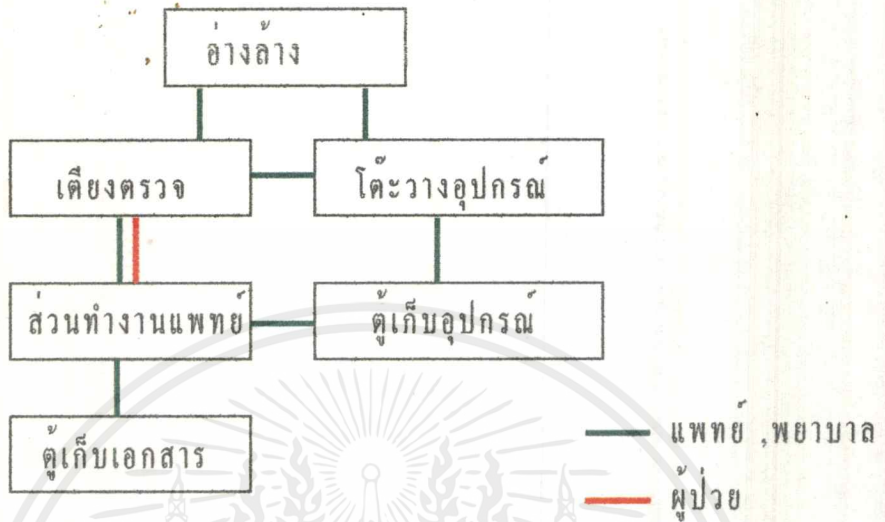 อ่างล้าง
เตียงตรวจ
โต๊ะวางอุปกรณ์
ส่วนทำงานแพทย์
ตู้เก็บอุปกรณ์
ตู้เก็บเอกสาร
แพทย์ ,พยาบาล
ผู้ป่วย